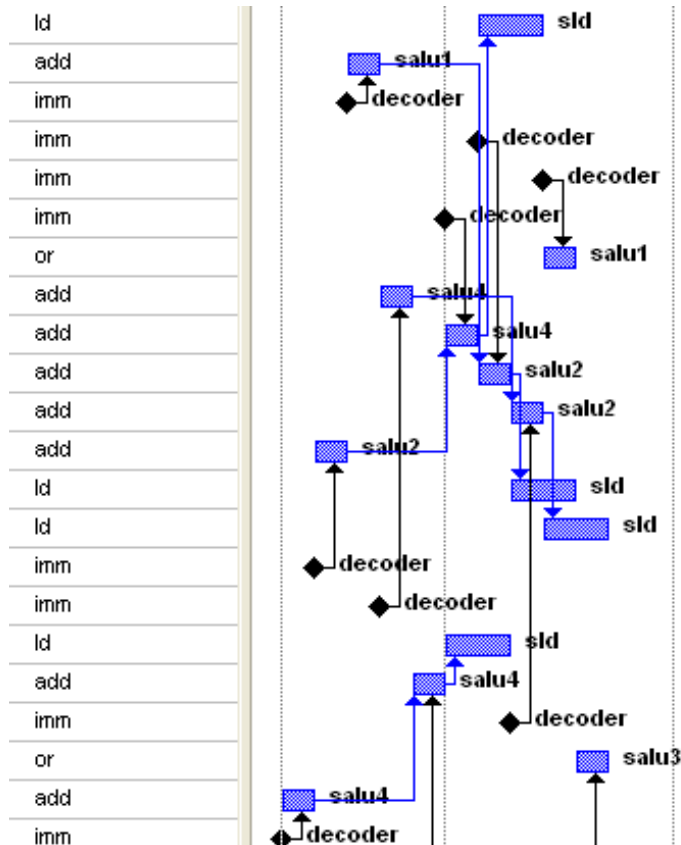 ld sld
add salu1
imm decoder
imm decoder
imm decoder
imm decoder
or salu1
add salu4
add salu4
add salu2
add salu2
add salu2
ld sld
ld sld
imm decoder
imm decoder
ld sld
add salu4
imm decoder
or salu3
add salu4
imm decoder